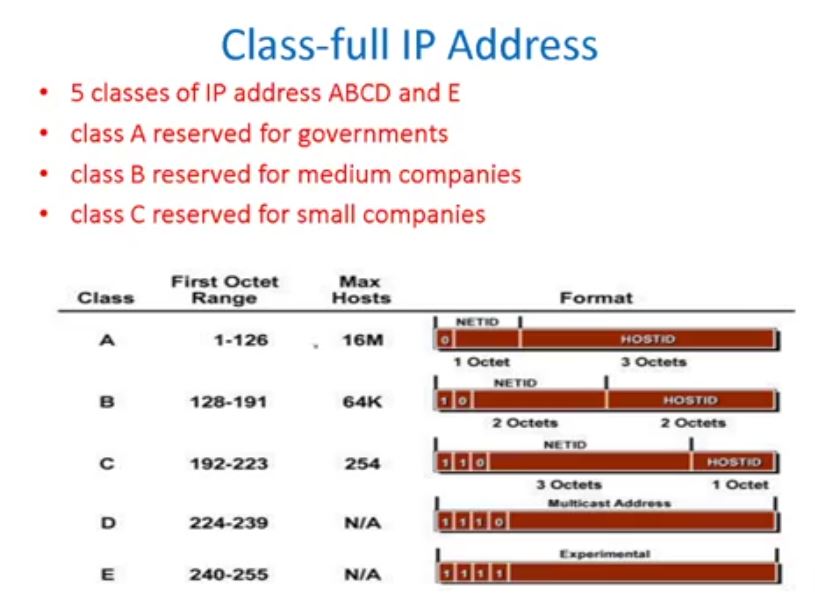 Class-full IP Address
• 5 classes of IP address ABCD and E
• class A reserved for governments
• class B reserved for medium companies
• class C reserved for small companies
Class First Octet Range Max Hosts Format
A 1-126 16M NETID 0 HOSTID
1 Octet 3 Octets
B 128-191 64K NETID 1 0 HOSTID
2 Octets 2 Octets
C 192-223 254 NETID 1 1 0 HOSTID
3 Octets 1 Octet
D 224-239 N/A Multicast Address 1 1 1 0
E 240-255 N/A Experimental 1 1 1 1